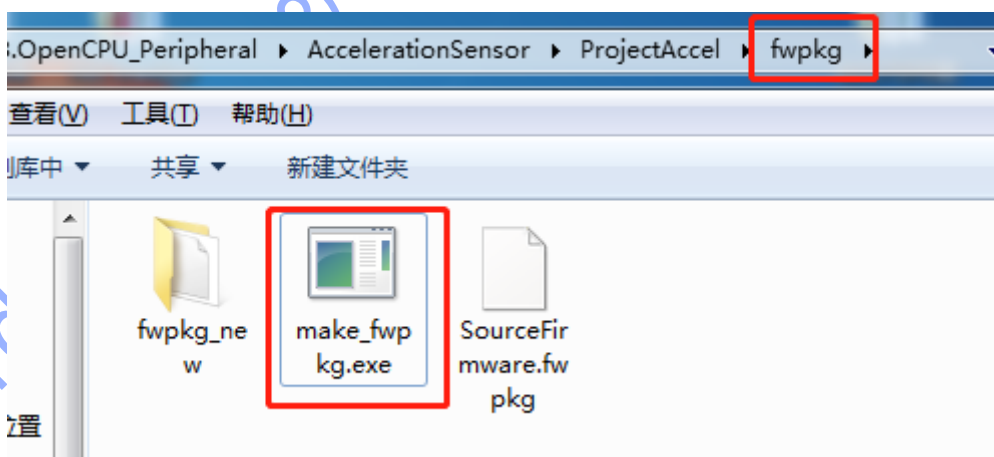 .OpenCPU_Peripheral ▸ AccelerationSensor ▸ ProjectAccel ▸ fwpkg ▸
查看(V) 工具(T) 帮助(H)
库中 ▼ 共享 ▼ 新建文件夹
fwpkg_ne
w
make_fwp
kg.exe
SourceFir
mware.fw
pkg
位置